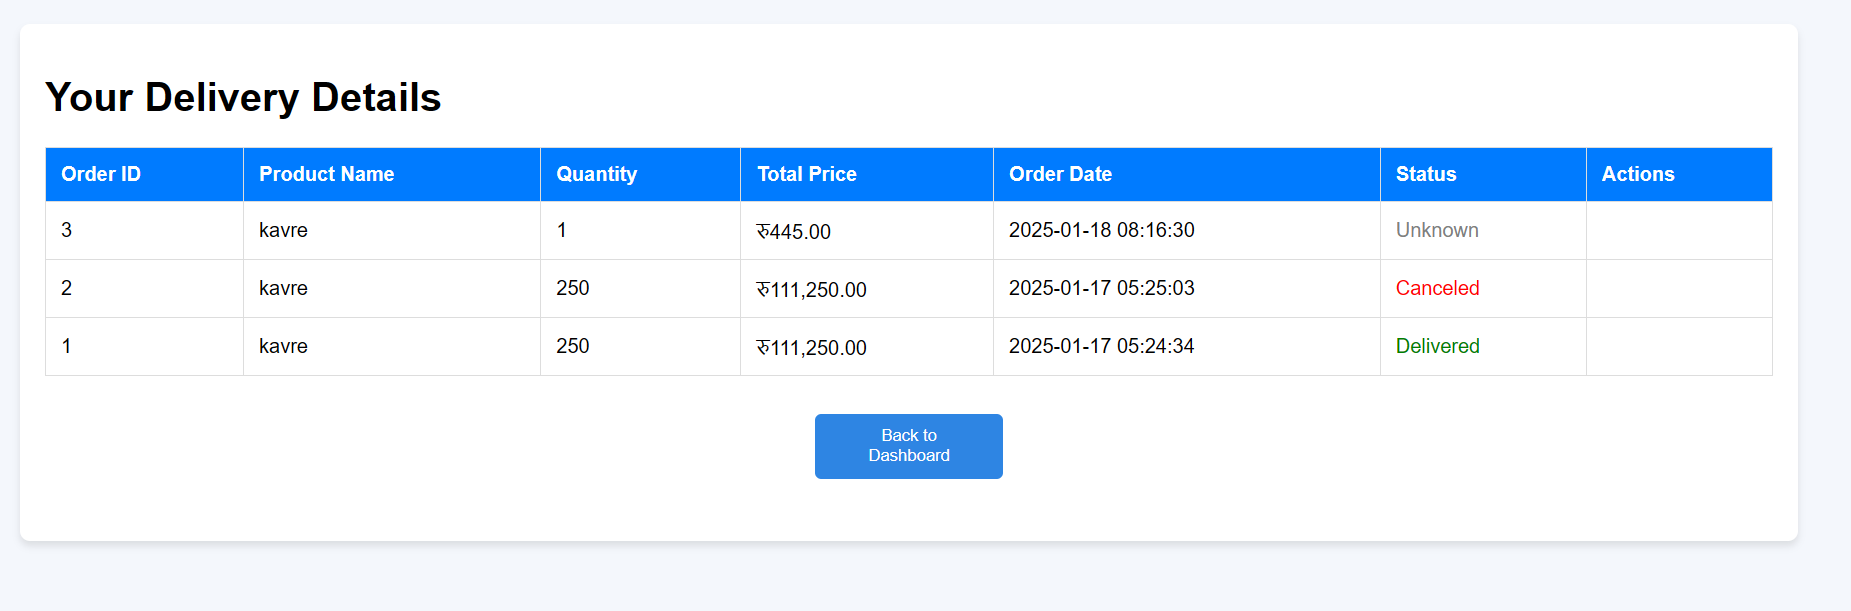 Your Delivery Details
Order ID Product Name Quantity Total Price Order Date Status Actions
3 kavre 1 रु445.00 2025-01-18 08:16:30 Unknown
2 kavre 250 रु111,250.00 2025-01-17 05:25:03 Canceled
1 kavre 250 रु111,250.00 2025-01-17 05:24:34 Delivered
Back to
Dashboard